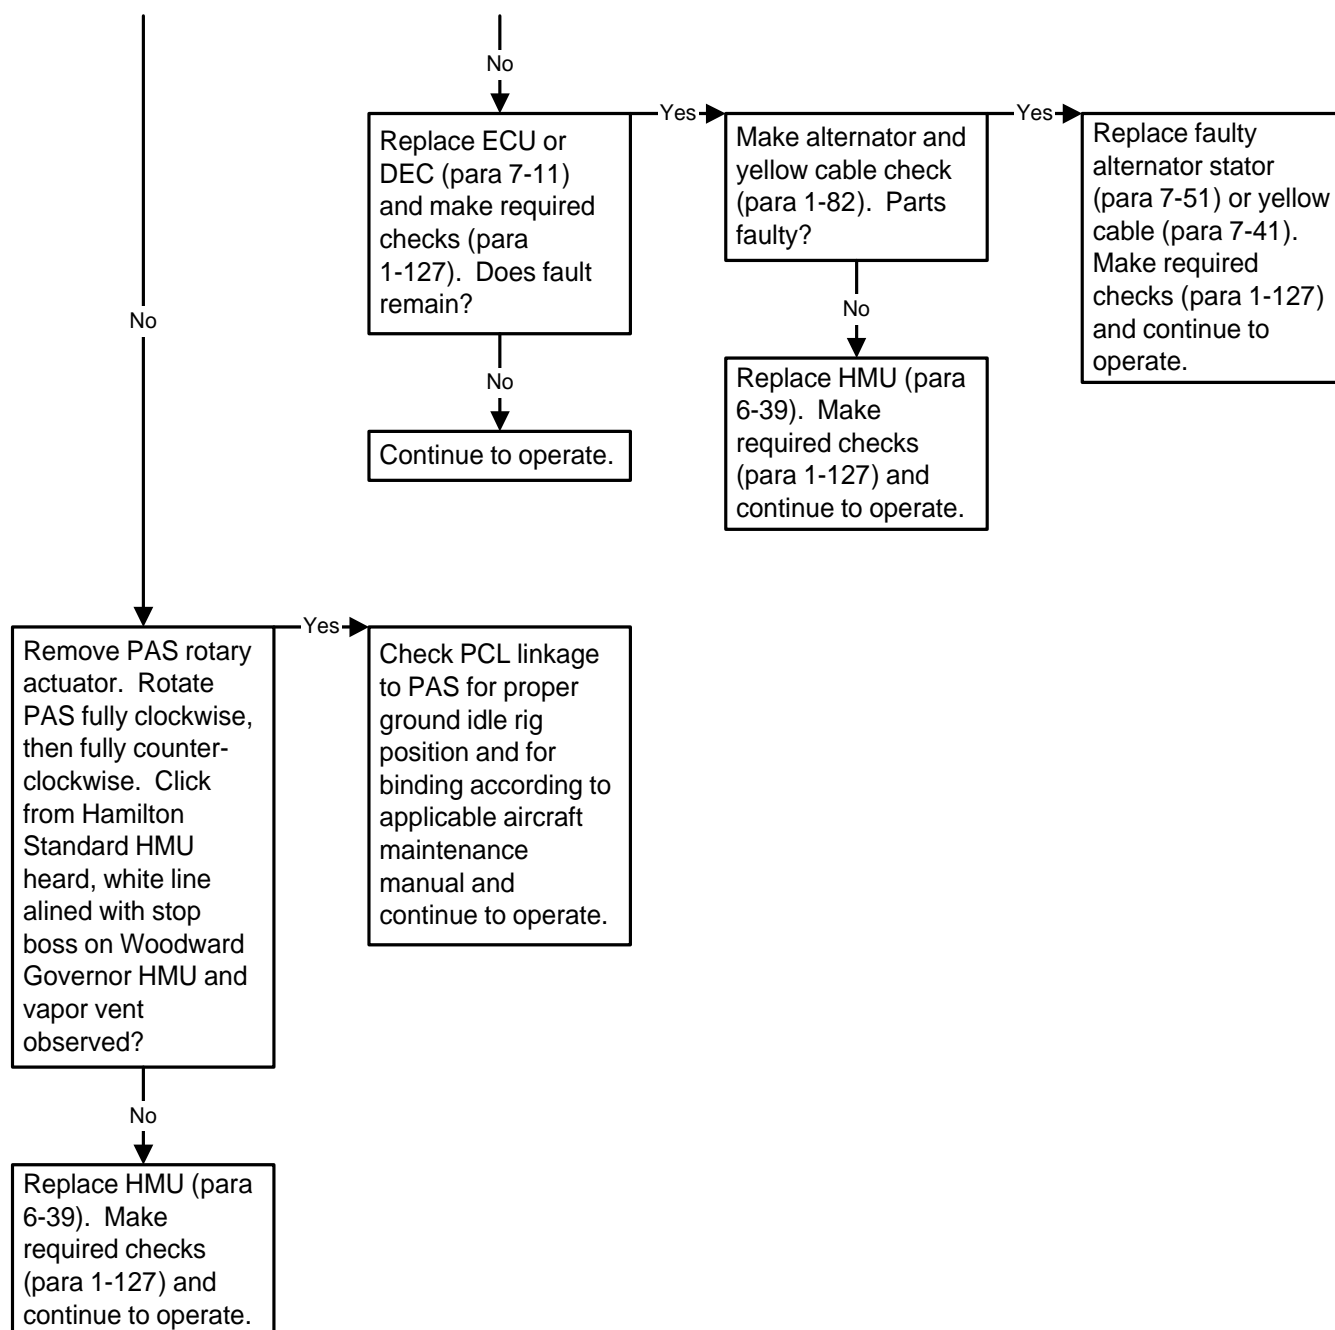 No
Replace ECU or
DEC (para 7-11)
and make required
checks (para
1-127).  Does fault
remain?
Yes
Make alternator and
yellow cable check
(para 1-82).  Parts
faulty?
Yes
Replace faulty
alternator stator
(para 7-51) or yellow
cable (para 7-41).
Make required
checks (para 1-127)
and continue to
operate.
No
Continue to operate.
No
Replace HMU (para
6-39).  Make
required checks
(para 1-127) and
continue to operate.
No
Remove PAS rotary
actuator.  Rotate
PAS fully clockwise,
then fully counter-
clockwise.  Click
from Hamilton
Standard HMU
heard, white line
alined with stop
boss on Woodward
Governor HMU and
vapor vent
observed?
Yes
Check PCL linkage
to PAS for proper
ground idle rig
position and for
binding according to
applicable aircraft
maintenance
manual and
continue to operate.
No
Replace HMU (para
6-39).  Make
required checks
(para 1-127) and
continue to operate.